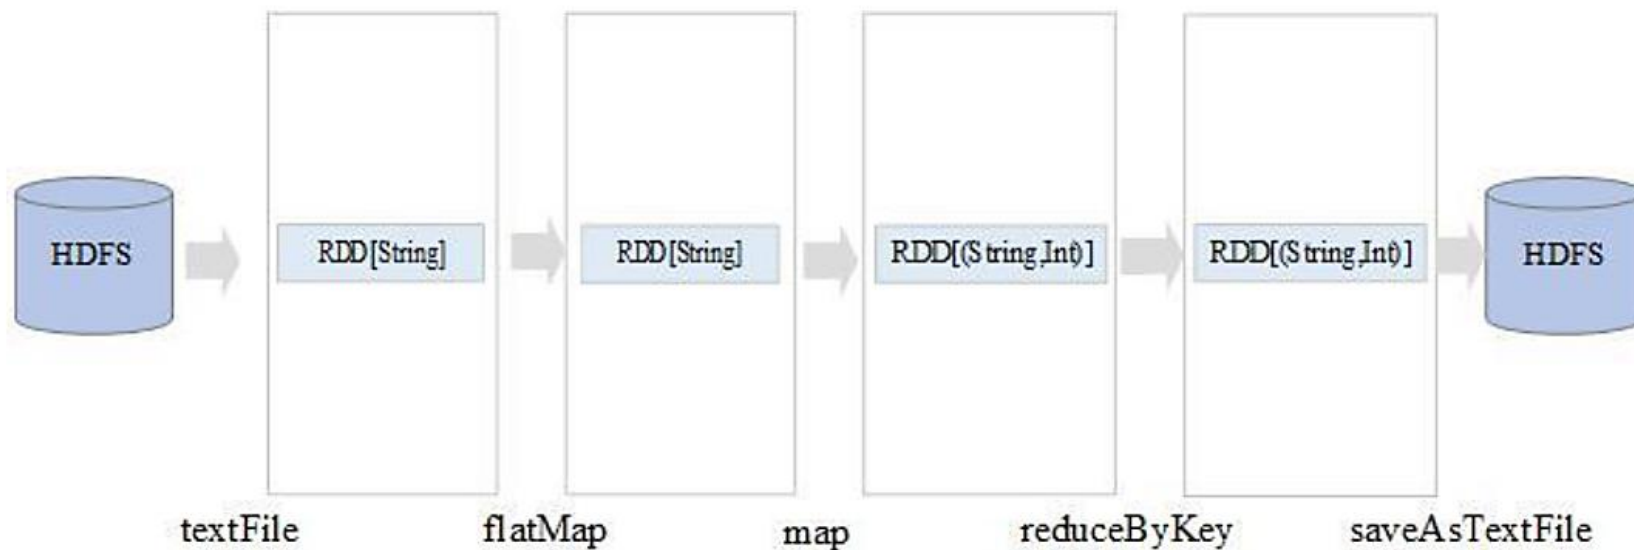 HDFS
RDD[String]
RDD[String]
RDD[(String,Int)]
RDD[(String,Int)]
HDFS
textFile
flatMap
map
reduceByKey
saveAsTextFile